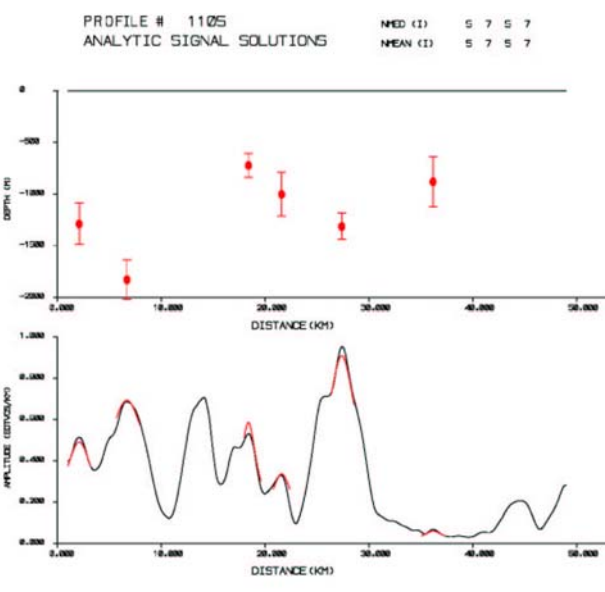 PROFILE # 1105
NMED (I) 5 7 5 7
ANALYTIC SIGNAL SOLUTIONS
NMEAN (I) 5 7 5 7
0
-500
-1000
-1500
-2000
DEPTH (M)
0.000 10.000 20.000 30.000 40.000 50.000
DISTANCE(KM)
1.000
0.800
0.600
0.400
0.200
0.000
0.000 10.000 20.000 30.000 40.000 50.000
DISTANCE(KM)